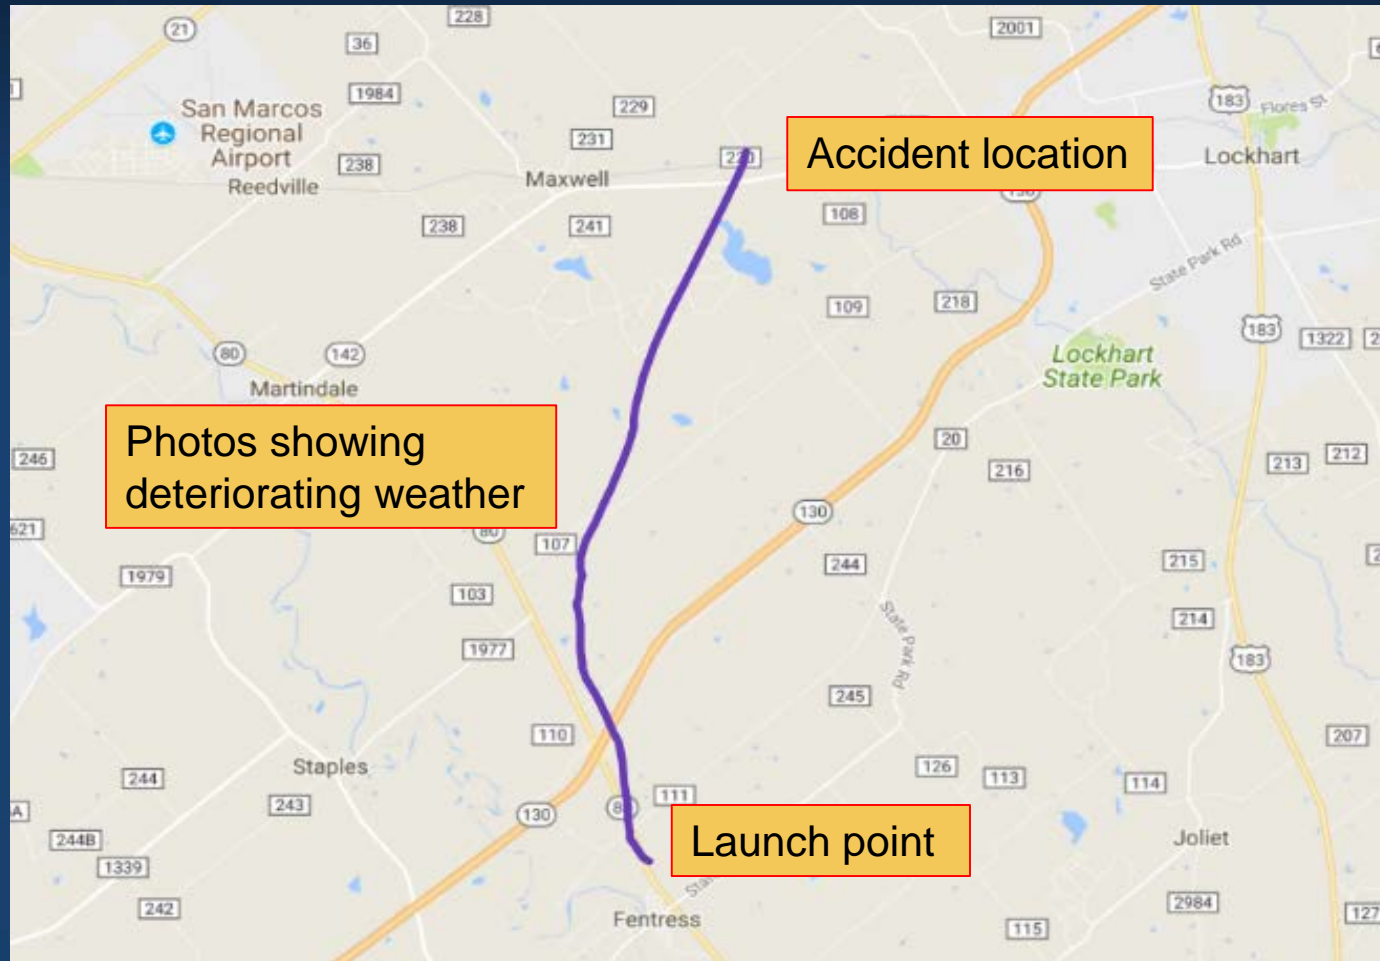 228
21
2001
36
1984
San Marcos
Regional
Airport
229
183
Flores St
231
Accident location
238
220
Lockhart
Reedville
Maxwell
130
108
238
241
State Park Rd
109
218
183
1322
80
142
Lockhart
State Park
Martindale
Photos showing
deteriorating weather
20
246
216
213
212
130
621
80
107
244
215
1979
103
State Park Rd
214
1977
183
245
110
207
Staples
126
113
244
111
114
243
130
Launch point
244B
Joliet
1339
242
2984
Fentress
115
127